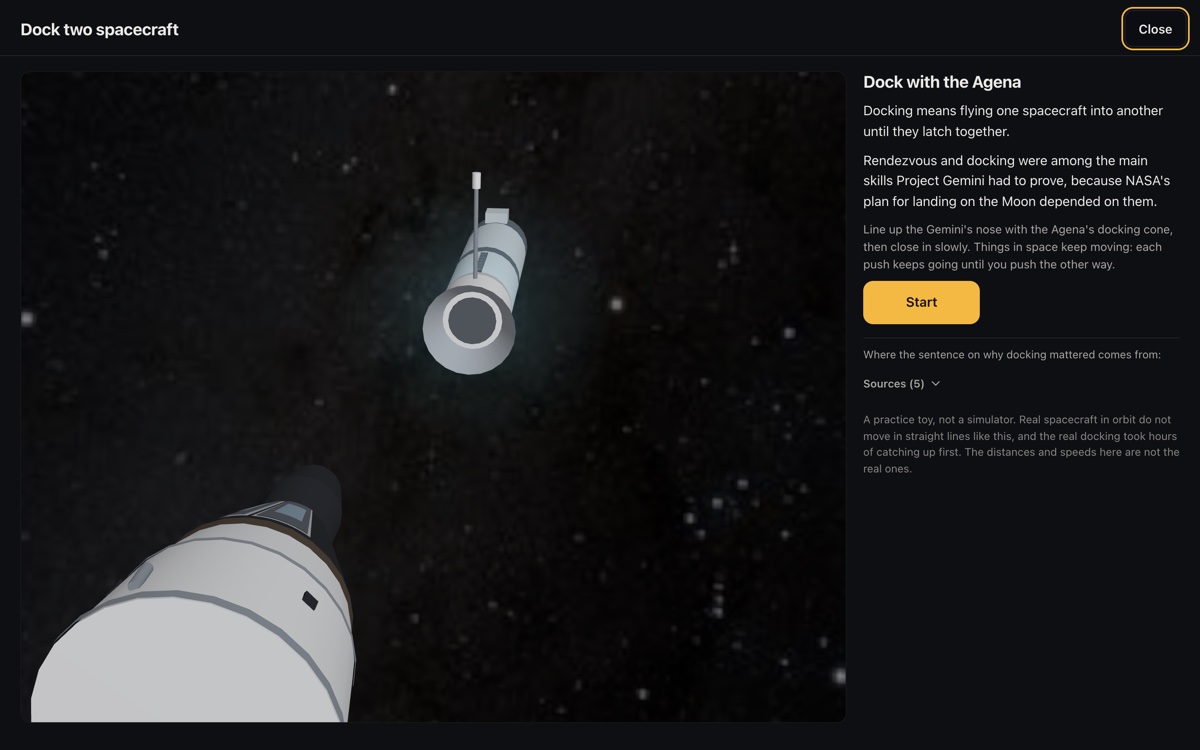 Dock two spacecraft
Close
Dock with the Agena
Docking means flying one spacecraft into another
until they latch together.
Rendezvous and docking were among the main
skills Project Gemini had to prove, because NASA's
plan for landing on the Moon depended on them.
Line up the Gemini's nose with the Agena's docking cone,
then close in slowly. Things in space keep moving: each
push keeps going until you push the other way.
Start
Where the sentence on why docking mattered comes from:
Sources (5)
A practice toy, not a simulator. Real spacecraft in orbit do not
move in straight lines like this, and the real docking took hours
of catching up first. The distances and speeds here are not the
real ones.